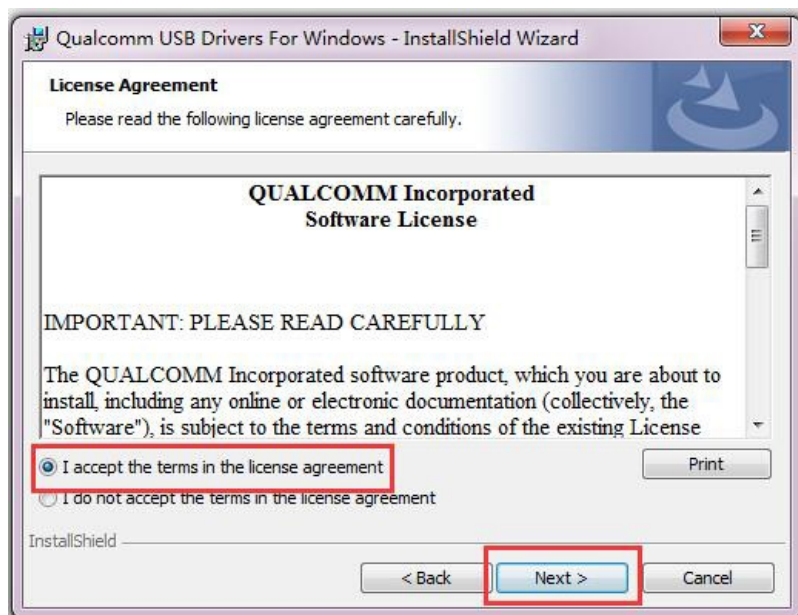 Qualcomm USB Drivers For Windows - InstallShield Wizard
License Agreement
Please read the following license agreement carefully.
QUALCOMM Incorporated
Software License
IMPORTANT: PLEASE READ CAREFULLY
The QUALCOMM Incorporated software product, which you are about to
install, including any online or electronic documentation (collectively, the
"Software"), is subject to the terms and conditions of the existing License
I accept the terms in the license agreement
Print
I do not accept the terms in the license agreement
InstallShield
< Back
Next >
Cancel